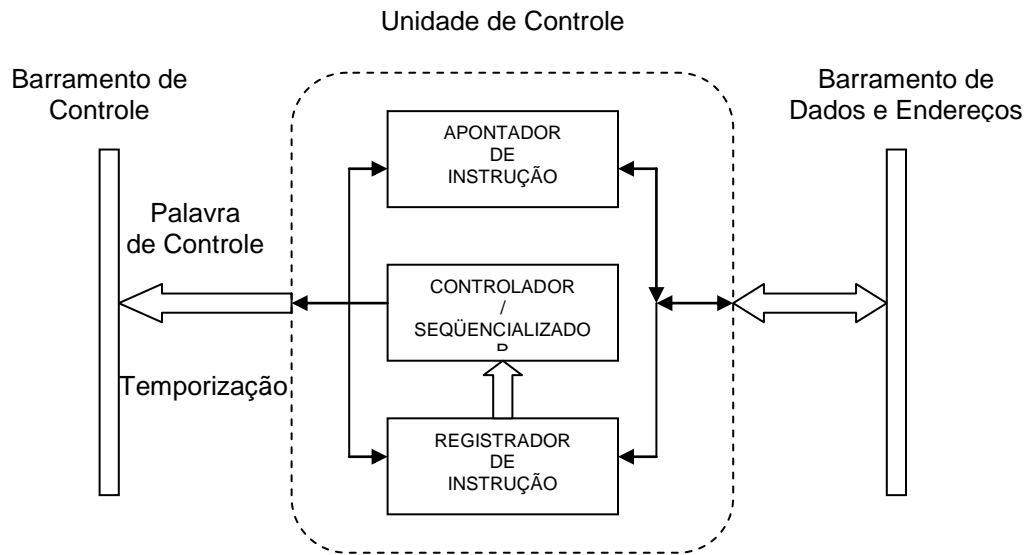 Unidade de Controle
Barramento de
Controle
Barramento de
Dados e Endereços
APONTADOR
DE
INSTRUÇÃO
Palavra
de Controle
CONTROLADOR
/
SEQÜENCIALIZADO
R
Temporização
REGISTRADOR
DE
INSTRUÇÃO